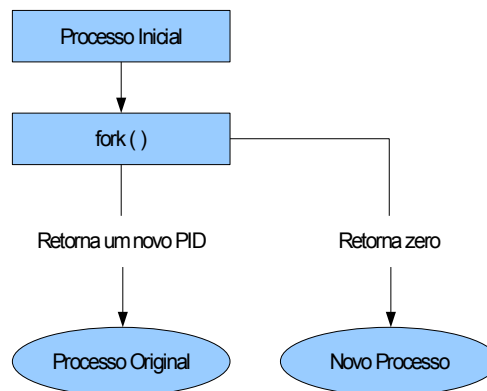 Processo Inicial
fork ( )
Retorna um novo PID
Retorna zero
Processo Original
Novo Processo